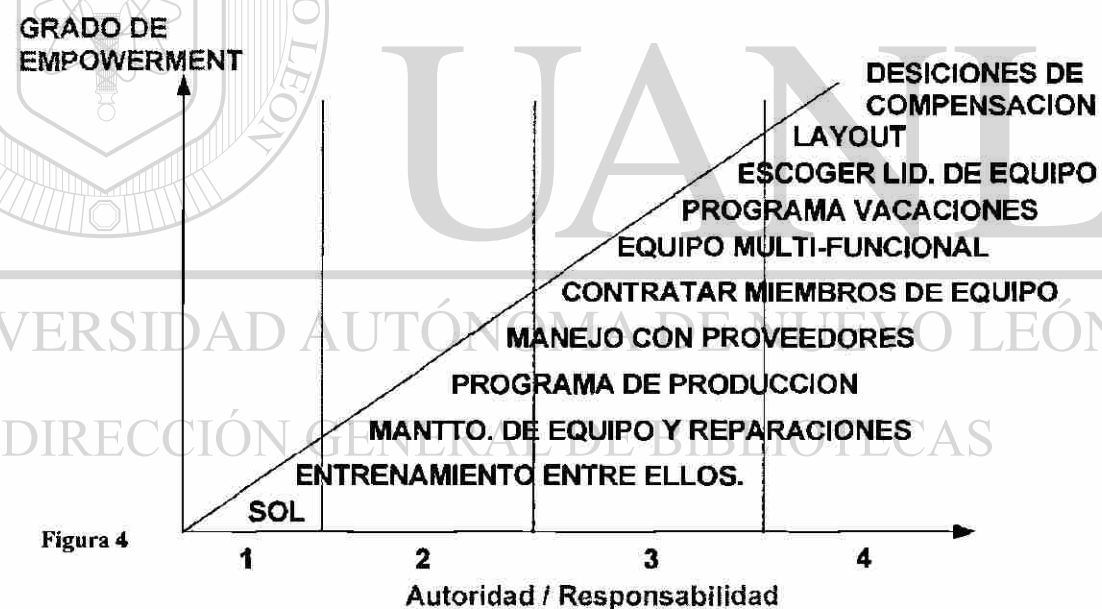 GRADO DE
EMPOWERMENT
DESICIONES DE
COMPENSACION
LAYOUT
ESCOGER LID. DE EQUIPO
PROGRAMA VACACIONES
EQUIPO MULTI-FUNCIONAL
CONTRATAR MIEMBROS DE EQUIPO
MANEJO CON PROVEEDORES
PROGRAMA DE PRODUCCION
MANTTO. DE EQUIPO Y REPARACIONES
ENTRENAMIENTO ENTRE ELLOS.
SOL
Figura 4
1 2 3 4
Autoridad / Responsabilidad
UANL
LEÓN
VERSIDAD AUTÓNOMA DE NUEVO LEÓN
DIRECCIÓN GENERAL DE BIBLIOTECAS